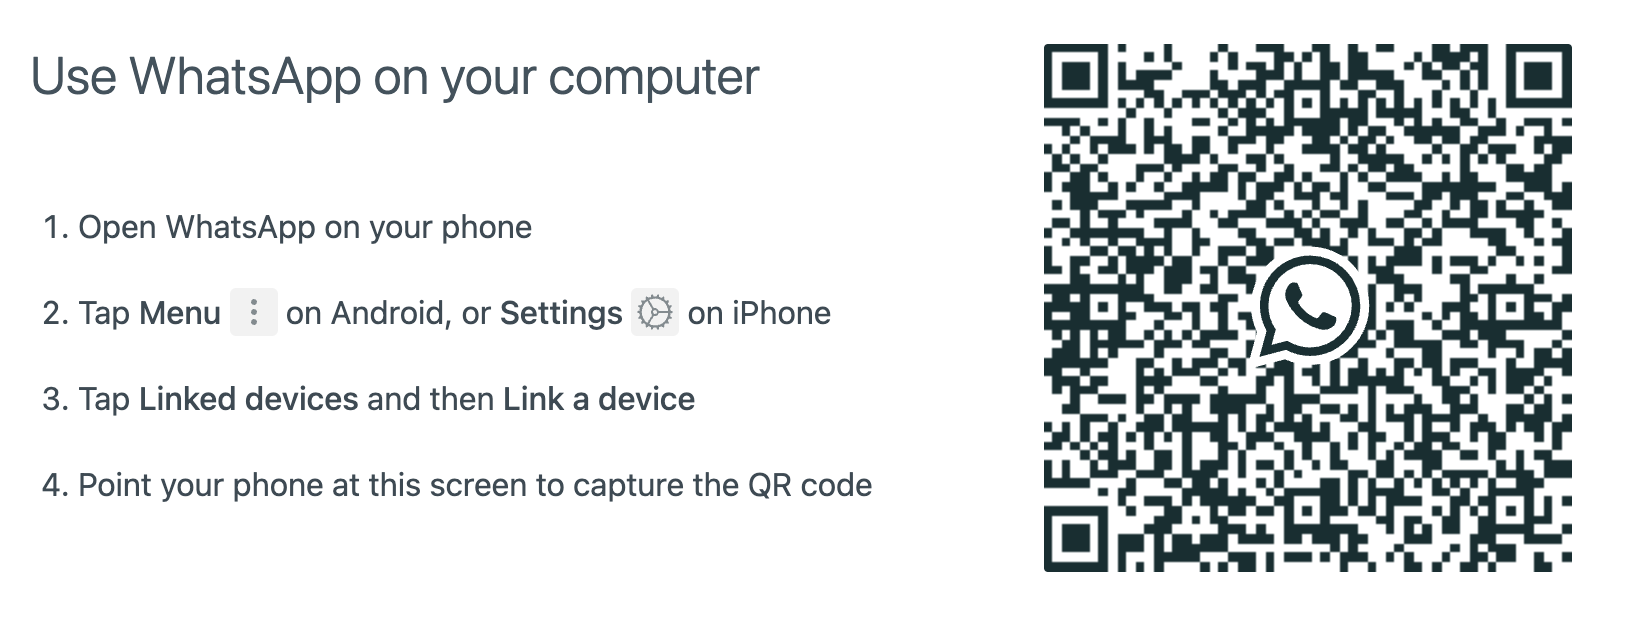 Use WhatsApp on your computer
1. Open WhatsApp on your phone
2. Tap Menu on Android, or Settings on iPhone
3. Tap Linked devices and then Link a device
4. Point your phone at this screen to capture the QR code